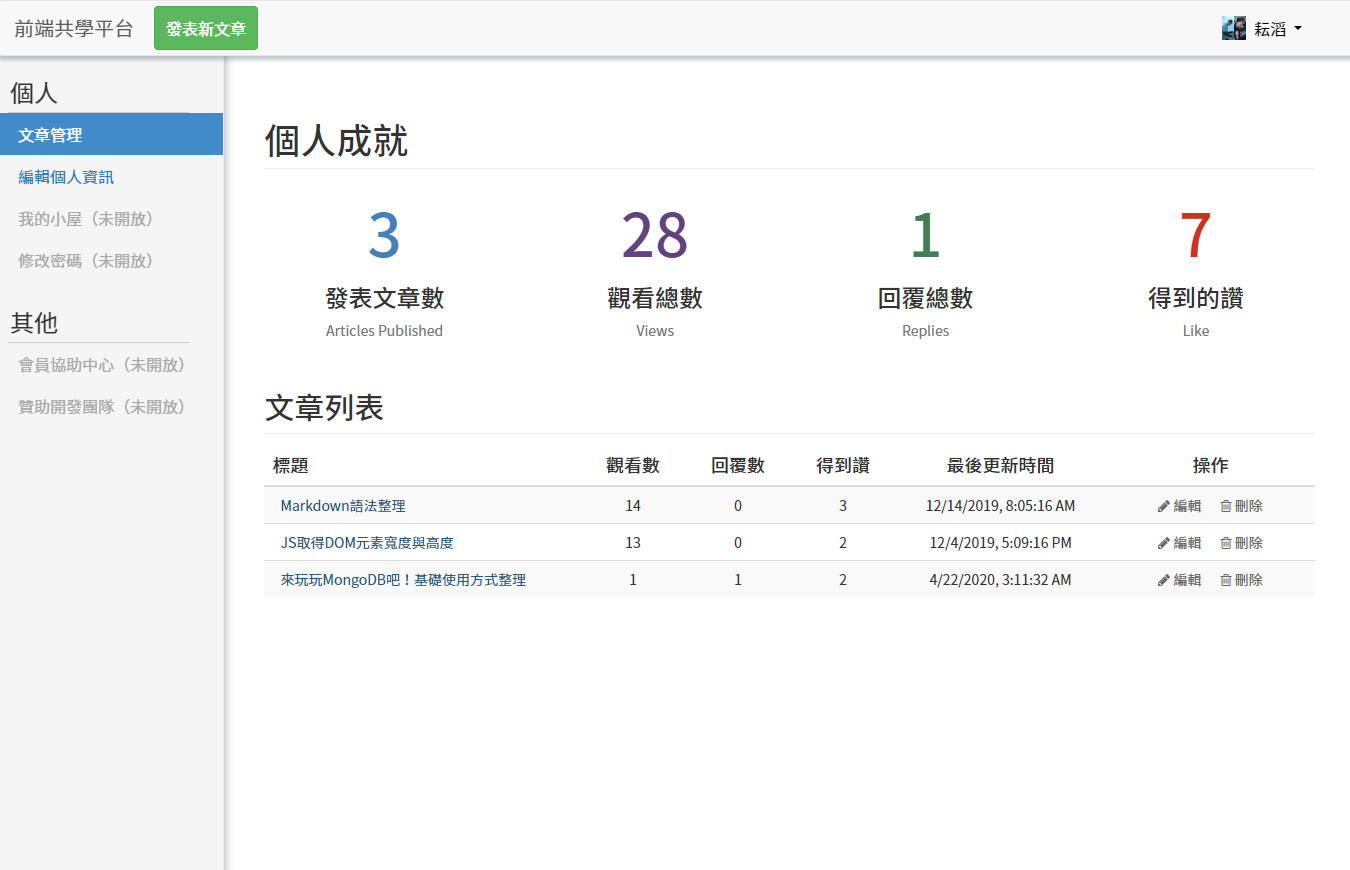 前端共學平台 發表新文章 耘滔
個人
文章管理
編輯個人資訊
我的小屋（未開放）
修改密碼（未開放）
其他
會員協助中心（未開放）
贊助開發團隊（未開放）
個人成就
3 28 1 7
發表文章數 觀看總數 回覆總數 得到的讚
Articles Published Views Replies Like
文章列表
標題 觀看數 回覆數 得到讚 最後更新時間 操作
Markdown語法整理 14 0 3 12/14/2019, 8:05:16 AM 編輯 刪除
JS取得DOM元素寬度與高度 13 0 2 12/4/2019, 5:09:16 PM 編輯 刪除
來玩玩MongoDB吧！基礎使用方式整理 1 1 2 4/22/2020, 3:11:32 AM 編輯 刪除